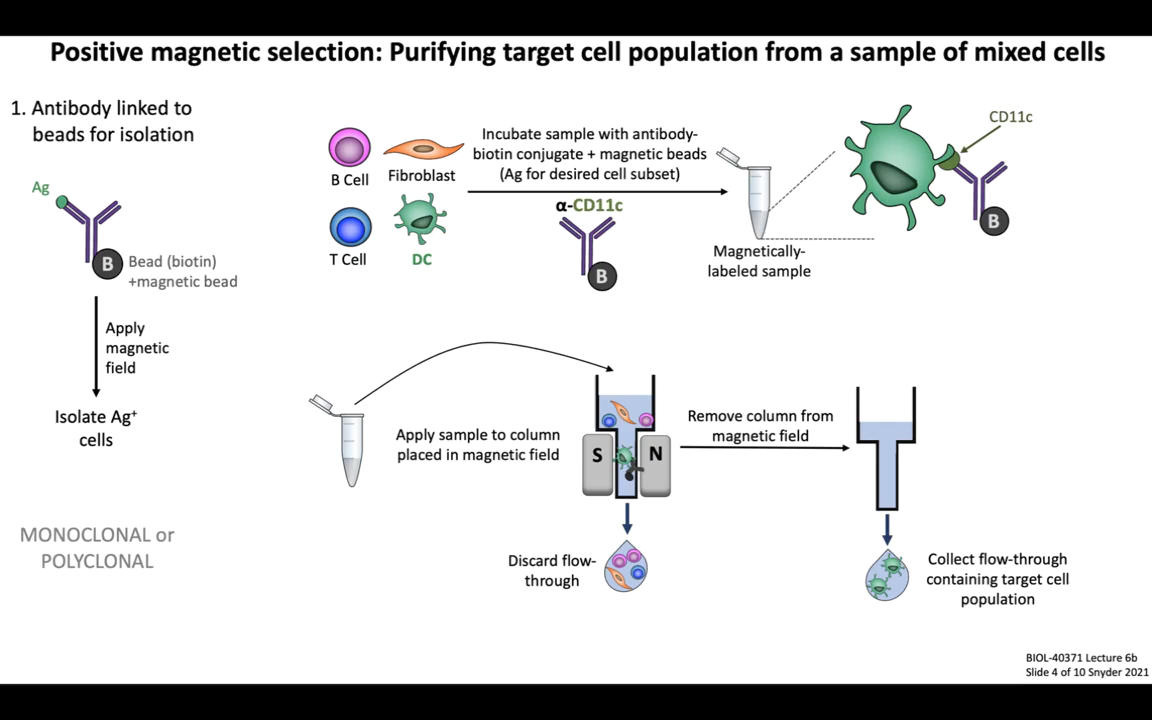 Positive magnetic selection: Purifying target cell population from a sample of mixed cells
1. Antibody linked to
beads for isolation
Ag
B
Bead (biotin)
+magnetic bead
Apply
magnetic
field
Isolate Ag⁺
cells
MONOCLONAL or
POLYCLONAL
B Cell
Fibroblast
T Cell
DC
Incubate sample with antibody-
biotin conjugate + magnetic beads
(Ag for desired cell subset)
α-CD11c
B
Magnetically-
labeled sample
CD11c
B
Apply sample to column
placed in magnetic field
S
N
Discard flow-
through
Remove column from
magnetic field
Collect flow-through
containing target cell
population
BIOL-40371 Lecture 6b
Slide 4 of 10 Snyder 2021